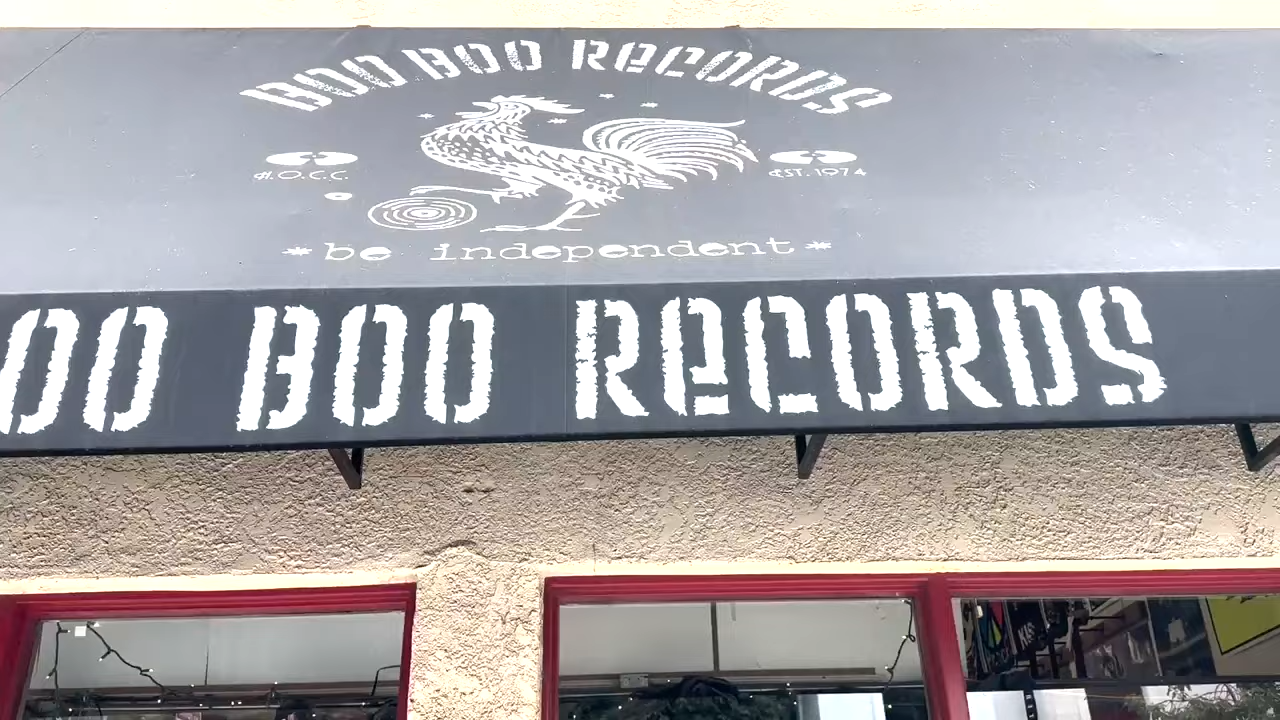 Boo Boo Records
H.O.C.C.
EST. 1974
*be independent*
oo Boo Records